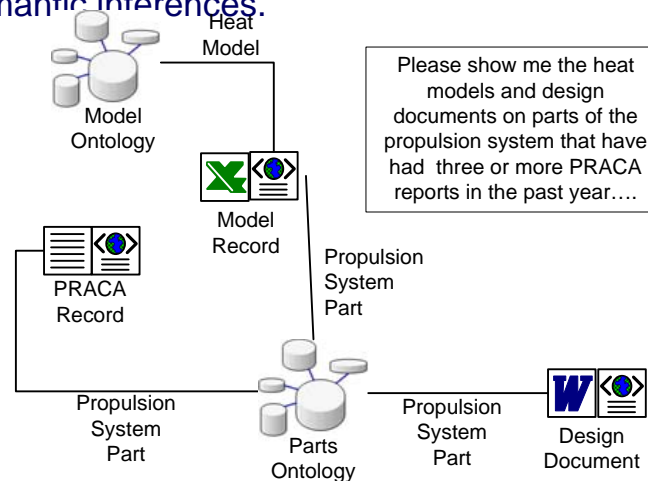 mantic inferences.
Heat
Model
Model
Ontology
Please show me the heat
models and design
documents on parts of the
propulsion system that have
had  three or more PRACA
reports in the past year….
Model
Record
PRACA
Record
Propulsion
System
Part
Propulsion
System
Part
Parts
Ontology
Propulsion
System
Part
W
Design
Document